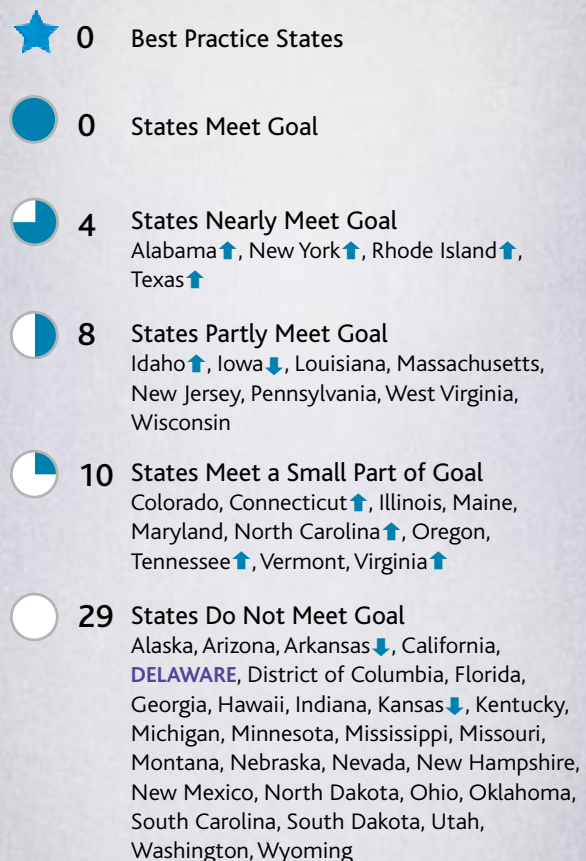 0 Best Practice States
0 States Meet Goal
4 States Nearly Meet Goal
Alabama⬆, New York⬆, Rhode Island⬆,
Texas⬆
8 States Partly Meet Goal
Idaho⬆, Iowa⬇, Louisiana, Massachusetts,
New Jersey, Pennsylvania, West Virginia,
Wisconsin
10 States Meet a Small Part of Goal
Colorado, Connecticut⬆, Illinois, Maine,
Maryland, North Carolina⬆, Oregon,
Tennessee⬆, Vermont, Virginia⬆
29 States Do Not Meet Goal
Alaska, Arizona, Arkansas⬇, California,
DELAWARE, District of Columbia, Florida,
Georgia, Hawaii, Indiana, Kansas⬇, Kentucky,
Michigan, Minnesota, Mississippi, Missouri,
Montana, Nebraska, Nevada, New Hampshire,
New Mexico, North Dakota, Ohio, Oklahoma,
South Carolina, South Dakota, Utah,
Washington, Wyoming